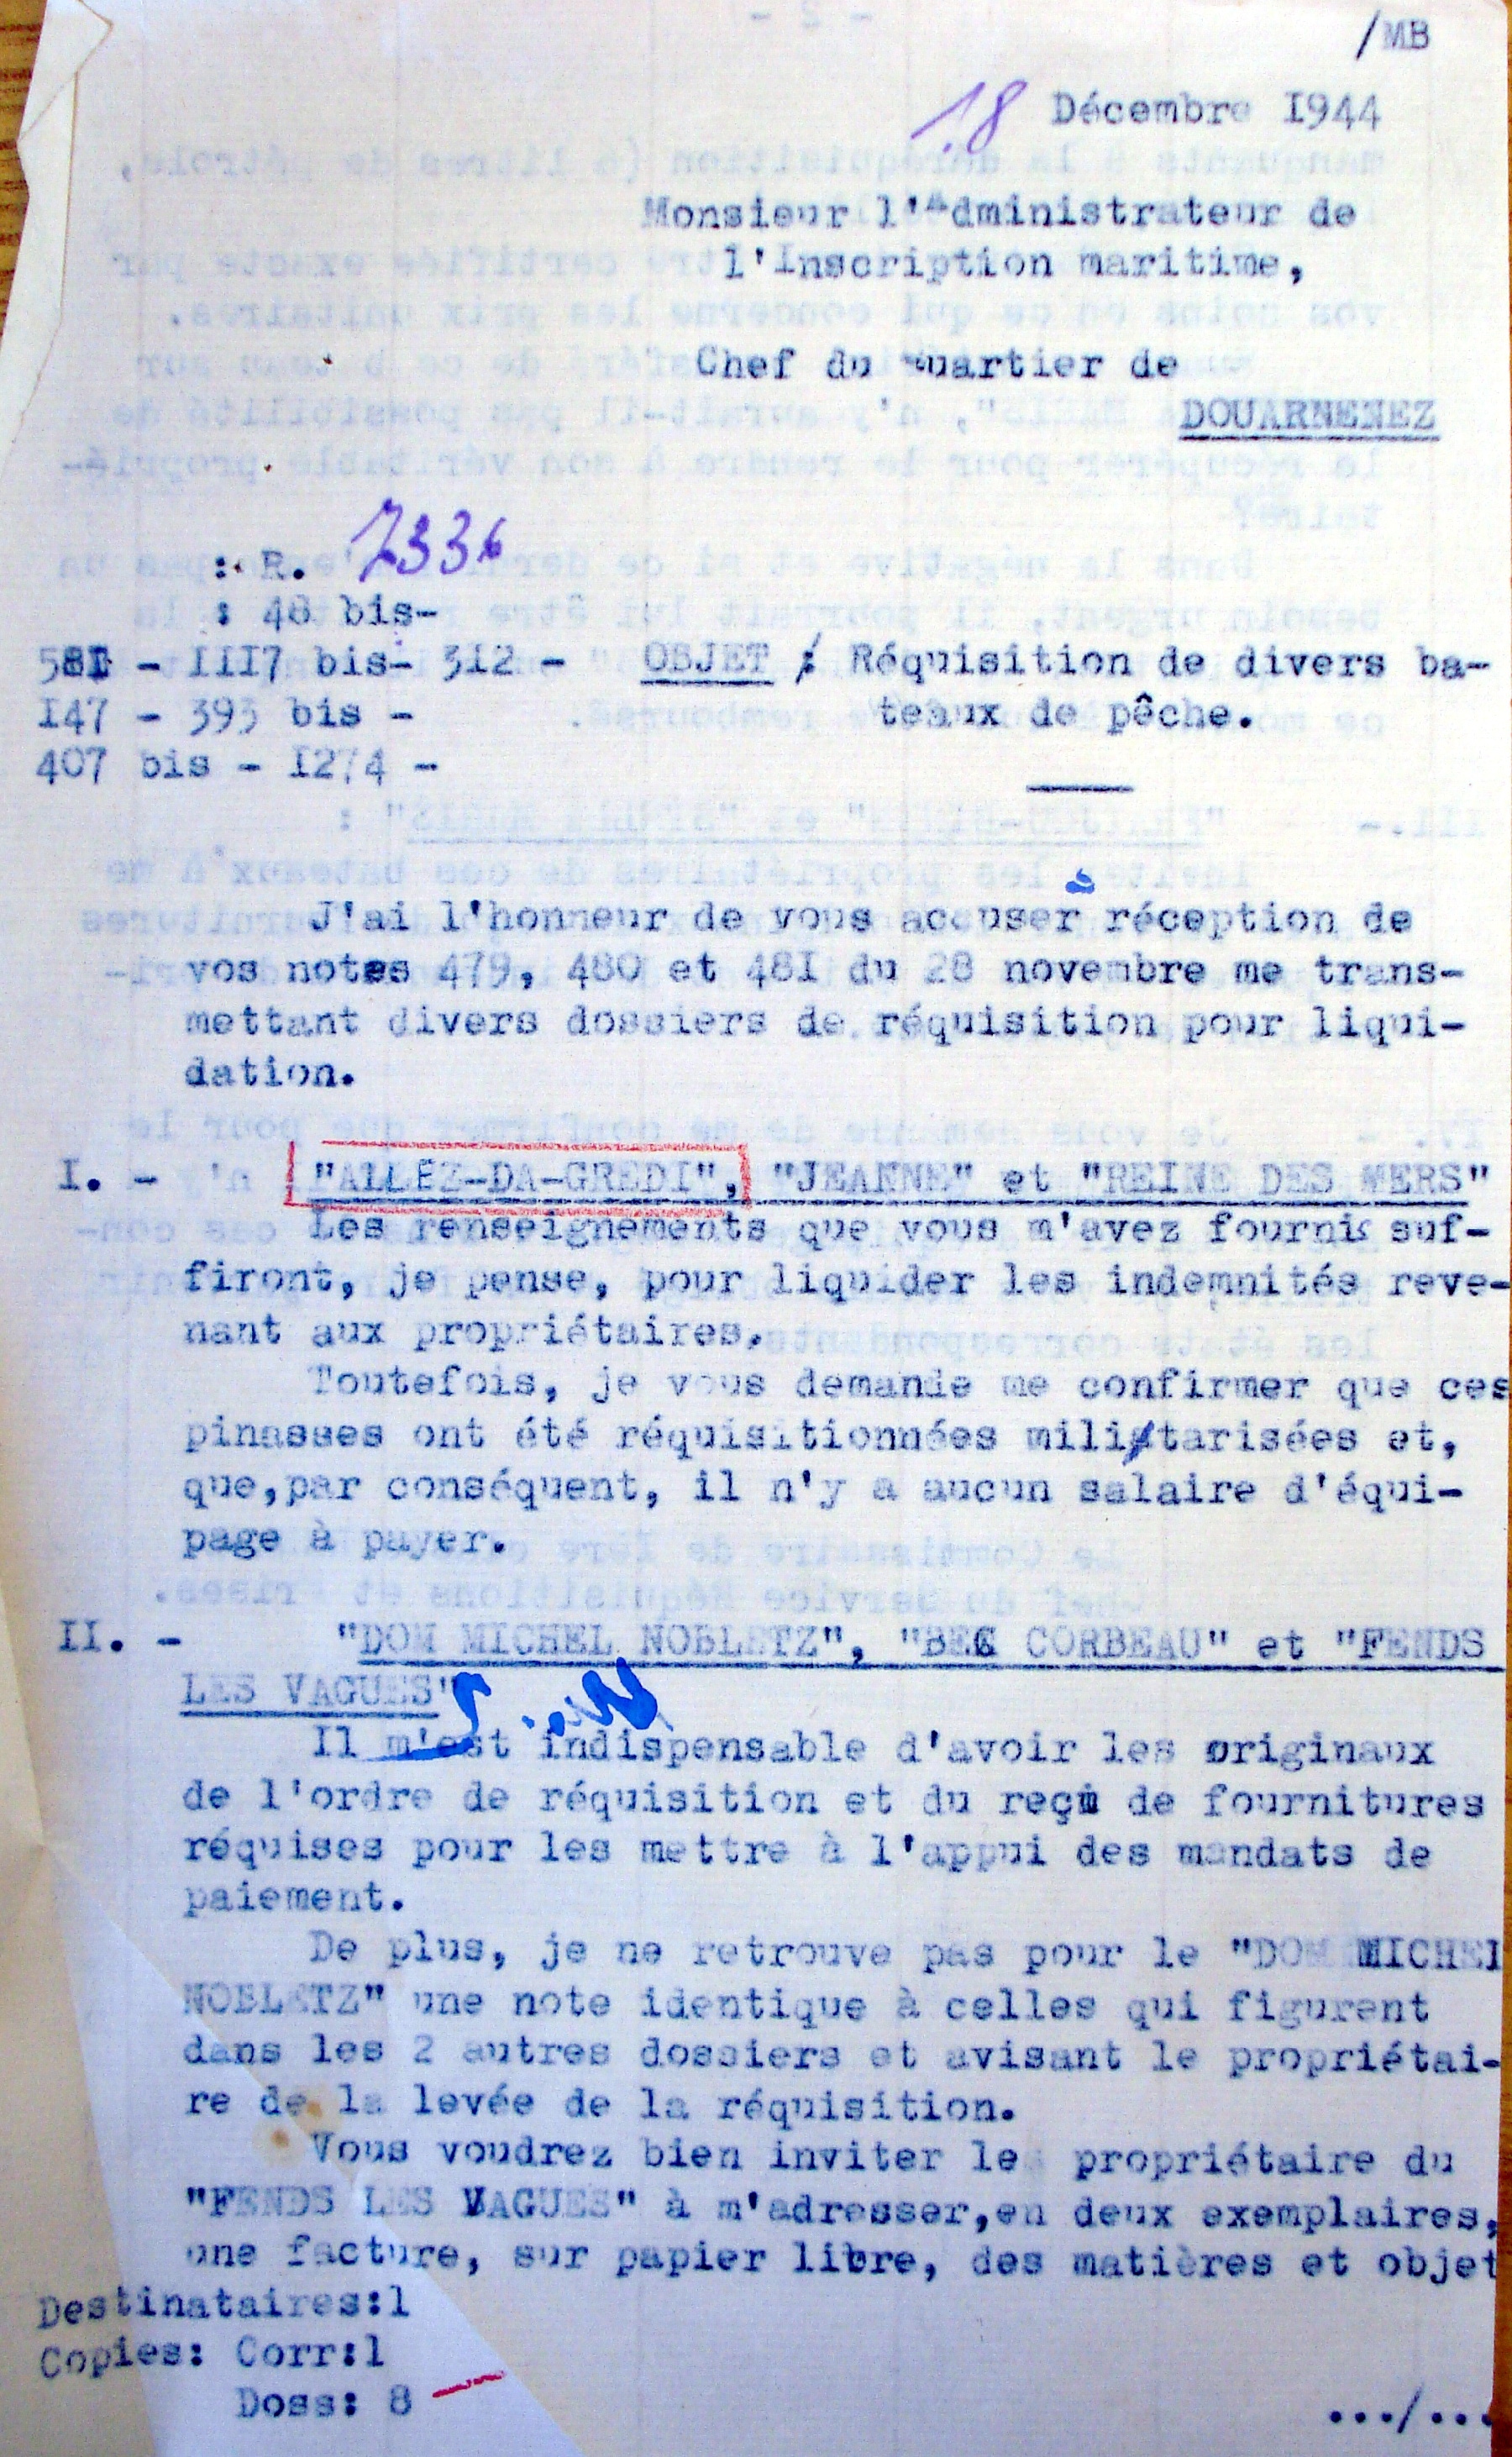 /MB
18 Décembre 1944
Monsieur l'Administrateur de
l'Inscription maritime,
Chef du Quartier de
DOUARNENEZ
: R. 7336
: 48 bis-
581 - 1117 bis- 312 - OBJET : Réquisition de divers ba-
147 - 393 bis - teaux de pêche.
407 bis - 1274 -
J'ai l'honneur de vous accuser réception de
vos notes 479, 480 et 481 du 28 novembre me trans-
mettant divers dossiers de réquisition pour liqui-
dation.
I. - "ALLEZ-DA-GREDI", "JEANNE" et "REINE DES MERS"
Les renseignements que vous m'avez fournis suf-
firont, je pense, pour liquider les indemnités reve-
nant aux propriétaires.
Toutefois, je vous demande me confirmer que ces
pinasses ont été réquisitionnées militarisées et,
que,par conséquent, il n'y a aucun salaire d'équi-
page à payer.
II. - "DOM MICHEL NOBLETZ", "BEC CORBEAU" et "FENDS
LES VAGUES"
Il m'est indispensable d'avoir les originaux
de l'ordre de réquisition et du reçu de fournitures
réquises pour les mettre à l'appui des mandats de
paiement.
De plus, je ne retrouve pas pour le "DOM MICHEL
NOBLETZ" une note identique à celles qui figurent
dans les 2 autres dossiers et avisant le propriétai-
re de la levée de la réquisition.
Vous voudrez bien inviter le propriétaire du
"FENDS LES VAGUES" à m'adresser,en deux exemplaires,
une facture, sur papier libre, des matières et objet
Destinataires:1
Copies: Corr:1
Doss: 8
.../...